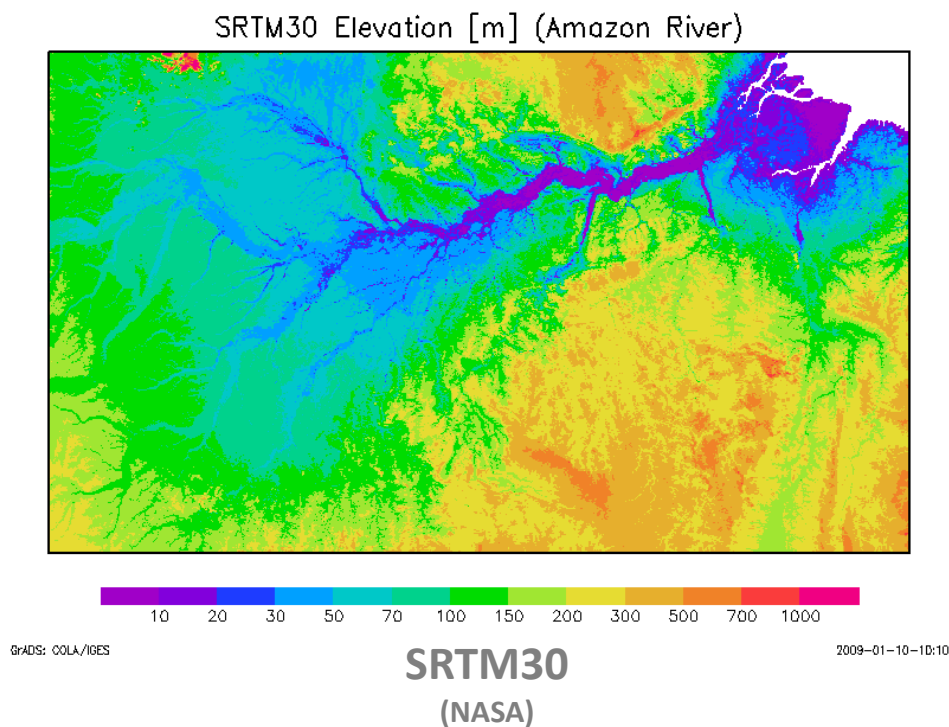 SRTM30 Elevation [m] (Amazon River)
10 20 30 50 70 100 150 200 300 500 700 1000
GrADS: COLA/IGES
2009-01-10-10:10
SRTM30
(NASA)